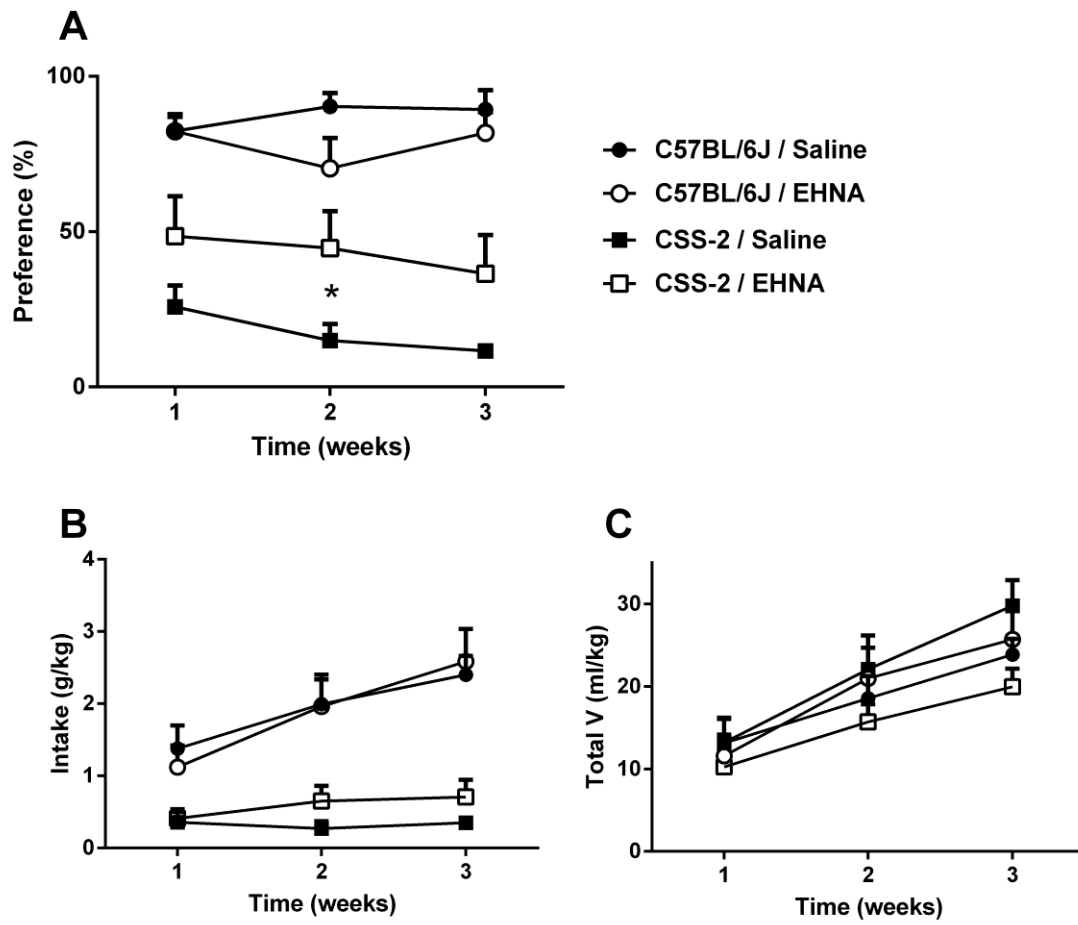 A
100
50
0
Preference (%)
*
1 2 3
Time (weeks)
C57BL/6J / Saline
C57BL/6J / EHNA
CSS-2 / Saline
CSS-2 / EHNA
B
4
3
2
1
0
Intake (g/kg)
1 2 3
Time (weeks)
C
30
20
10
0
Total V (ml/kg)
1 2 3
Time (weeks)